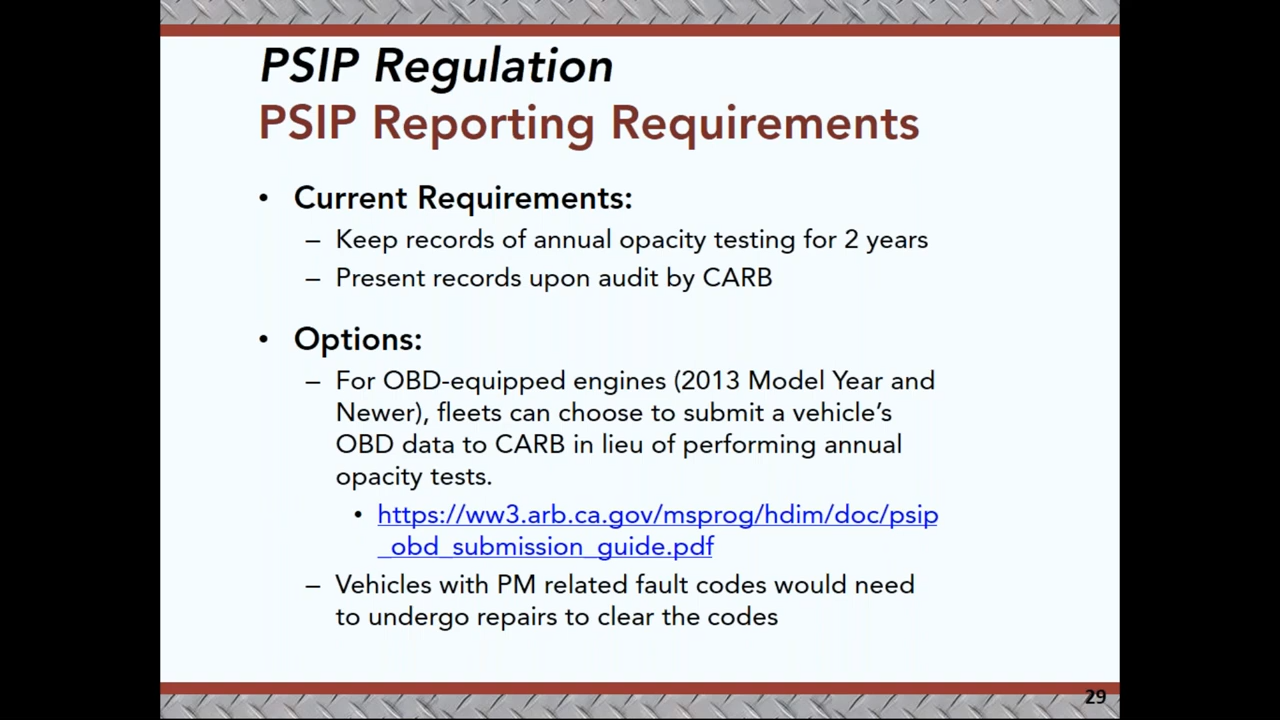 PSIP Regulation
PSIP Reporting Requirements
• Current Requirements:
– Keep records of annual opacity testing for 2 years
– Present records upon audit by CARB
• Options:
– For OBD-equipped engines (2013 Model Year and
Newer), fleets can choose to submit a vehicle’s
OBD data to CARB in lieu of performing annual
opacity tests.
• https://ww3.arb.ca.gov/msprog/hdim/doc/psip
_obd_submission_guide.pdf
– Vehicles with PM related fault codes would need
to undergo repairs to clear the codes
29